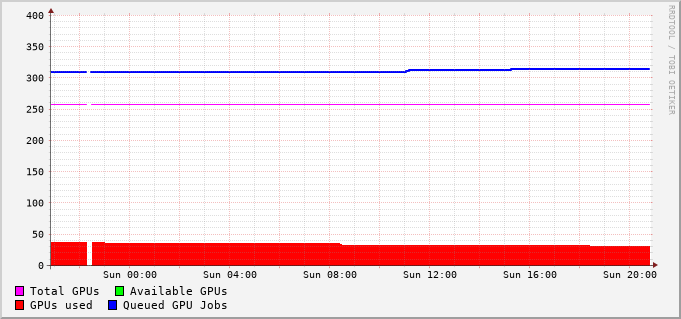 400
350
300
250
200
150
100
50
0
Sun 00:00 Sun 04:00 Sun 08:00 Sun 12:00 Sun 16:00 Sun 20:00
Total GPUs Available GPUs
GPUs used Queued GPU Jobs
RRDTOOL / TOBI OETIKER